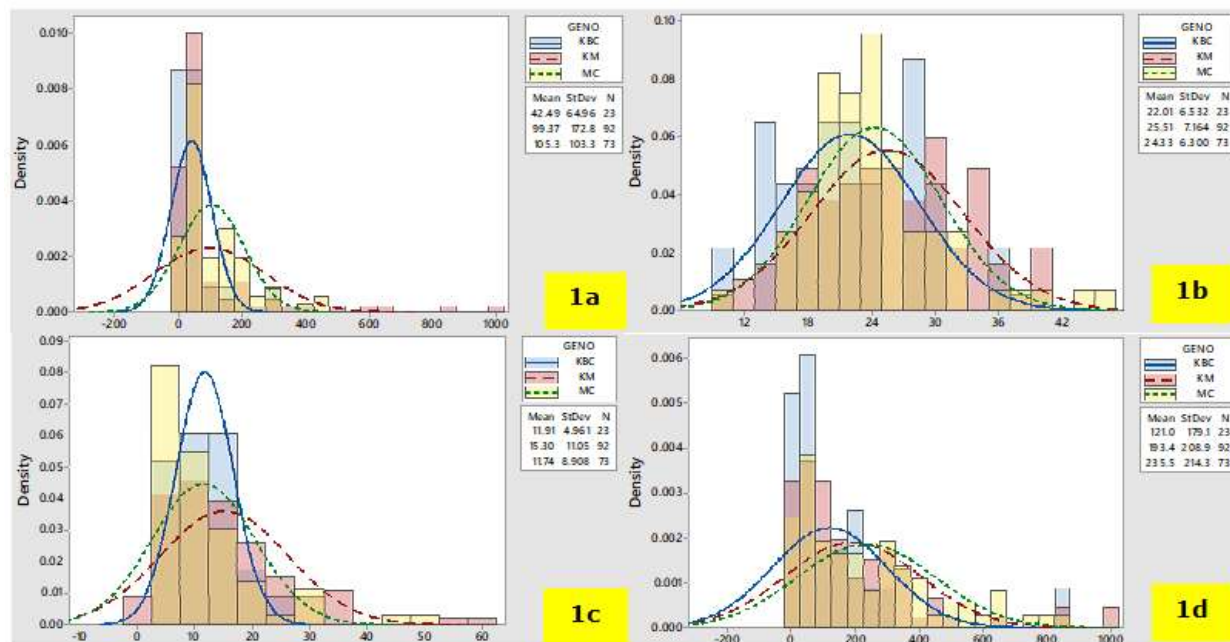 GENO
KBC
KM
MC
Mean StDev N
42.49 64.96 23
99.37 172.8 92
105.3 103.3 73
Density
0.010
0.008
0.006
0.004
0.002
0.000
-200 0 200 400 600 800 1000
1a
GENO
KBC
KM
MC
Mean StDev N
22.01 6.532 23
25.51 7.164 92
24.33 6.300 73
Density
0.10
0.08
0.06
0.04
0.02
0.00
12 18 24 30 36 42
1b
GENO
KBC
KM
MC
Mean StDev N
11.91 4.961 23
15.30 11.05 92
11.74 8.908 73
Density
0.09
0.08
0.07
0.06
0.05
0.04
0.03
0.02
0.01
0.00
-10 0 10 20 30 40 50 60
1c
GENO
KBC
KM
MC
Mean StDev N
121.0 179.1 23
193.4 208.9 92
235.5 214.3 73
Density
0.006
0.005
0.004
0.003
0.002
0.001
0.000
-200 0 200 400 600 800 1000
1d